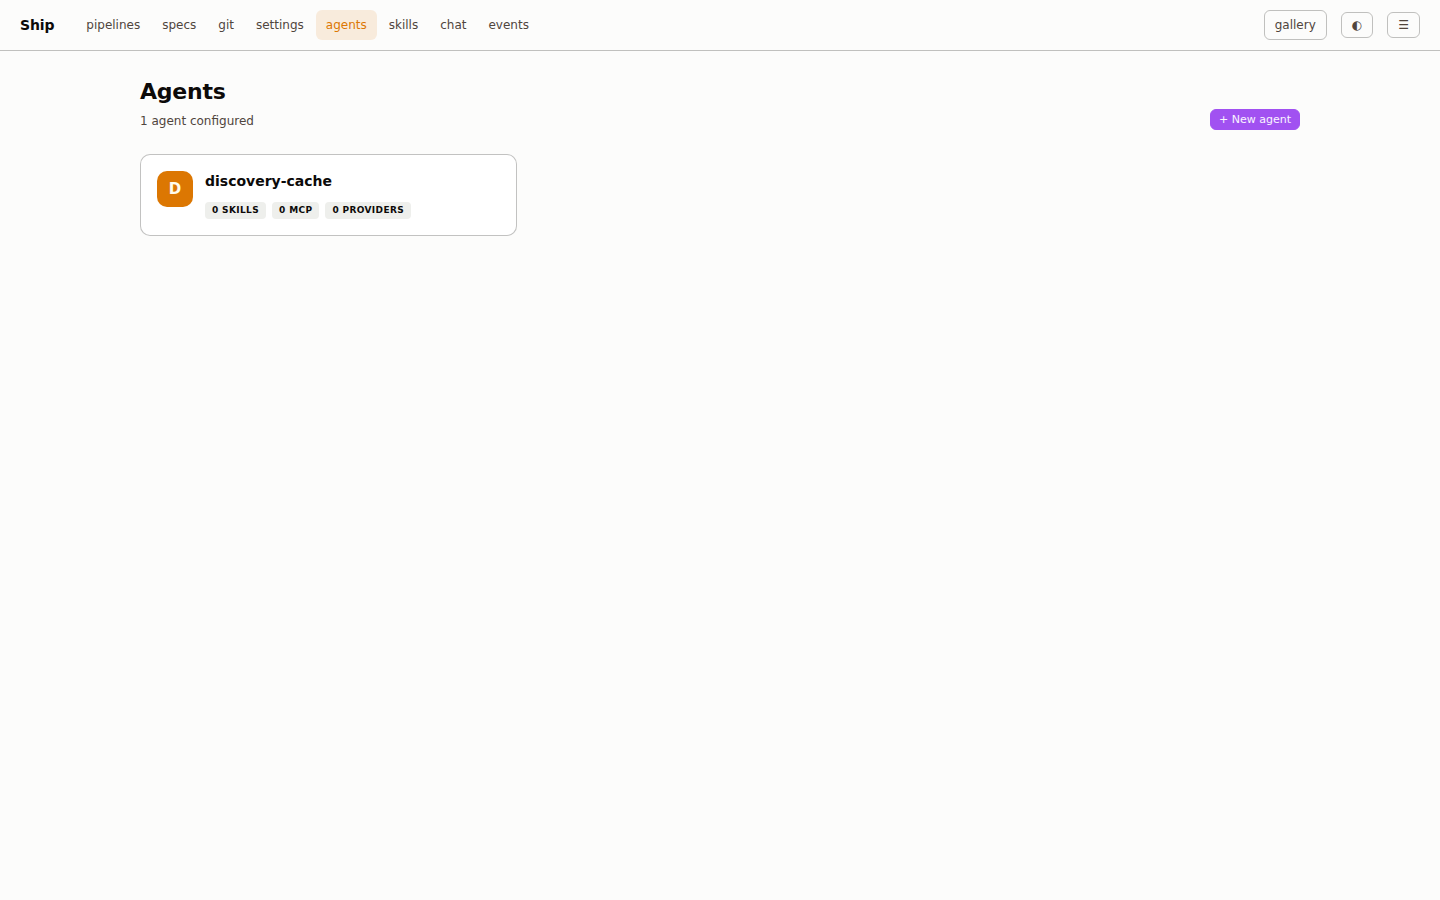 Ship pipelines specs git settings agents skills chat events gallery
Agents
1 agent configured
+ New agent
D
discovery-cache
0 SKILLS 0 MCP 0 PROVIDERS